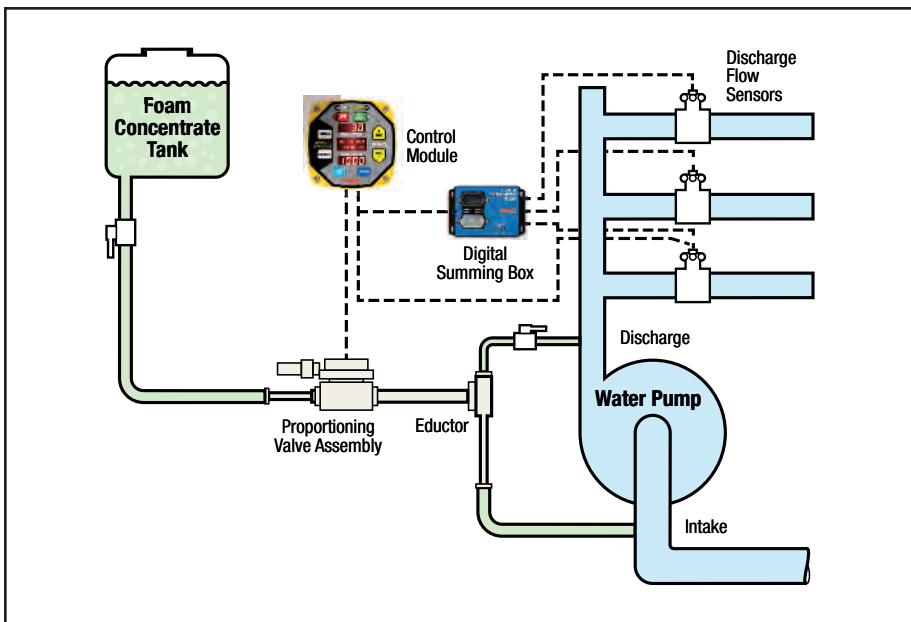 Foam
Concentrate
Tank
Control
Module
Discharge
Flow
Sensors
Digital
Summing Box
Discharge
Water Pump
Proportioning
Valve Assembly
Eductor
Intake